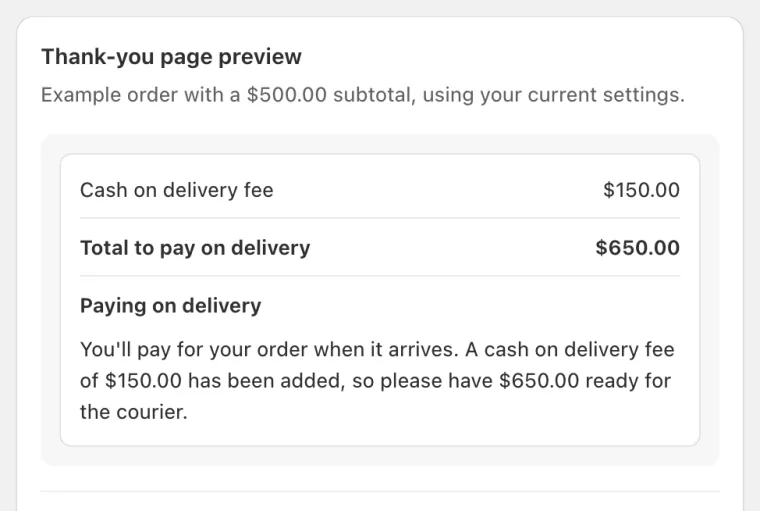 Thank-you page preview
Example order with a $500.00 subtotal, using your current settings.
Cash on delivery fee $150.00
Total to pay on delivery $650.00
Paying on delivery
You'll pay for your order when it arrives. A cash on delivery fee
of $150.00 has been added, so please have $650.00 ready for
the courier.